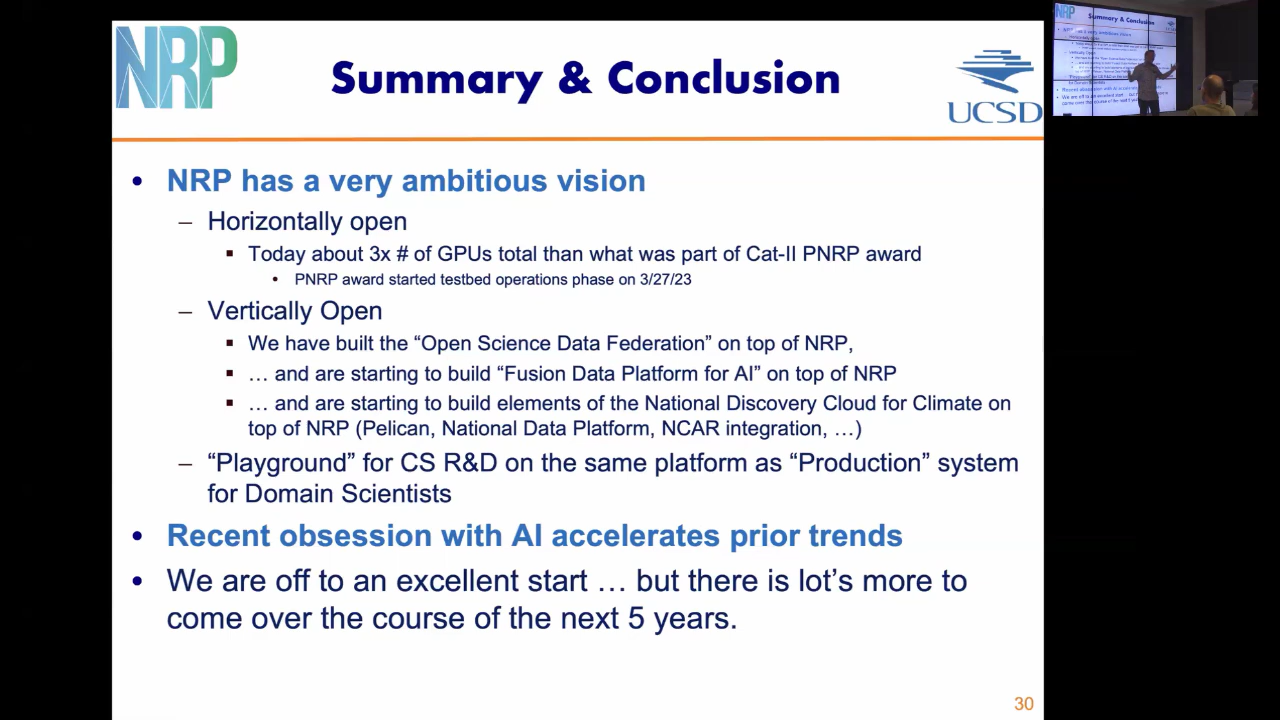 NRP
Summary & Conclusion
UCSD
• NRP has a very ambitious vision
– Horizontally open
▪ Today about 3x # of GPUs total than what was part of Cat-II PNRP award
• PNRP award started testbed operations phase on 3/27/23
– Vertically Open
▪ We have built the “Open Science Data Federation” on top of NRP,
▪ … and are starting to build “Fusion Data Platform for AI” on top of NRP
▪ … and are starting to build elements of the National Discovery Cloud for Climate on
top of NRP (Pelican, National Data Platform, NCAR integration, …)
– “Playground” for CS R&D on the same platform as “Production” system
for Domain Scientists
• Recent obsession with AI accelerates prior trends
• We are off to an excellent start … but there is lot’s more to
come over the course of the next 5 years.
30
NRP
Summary & Conclusion